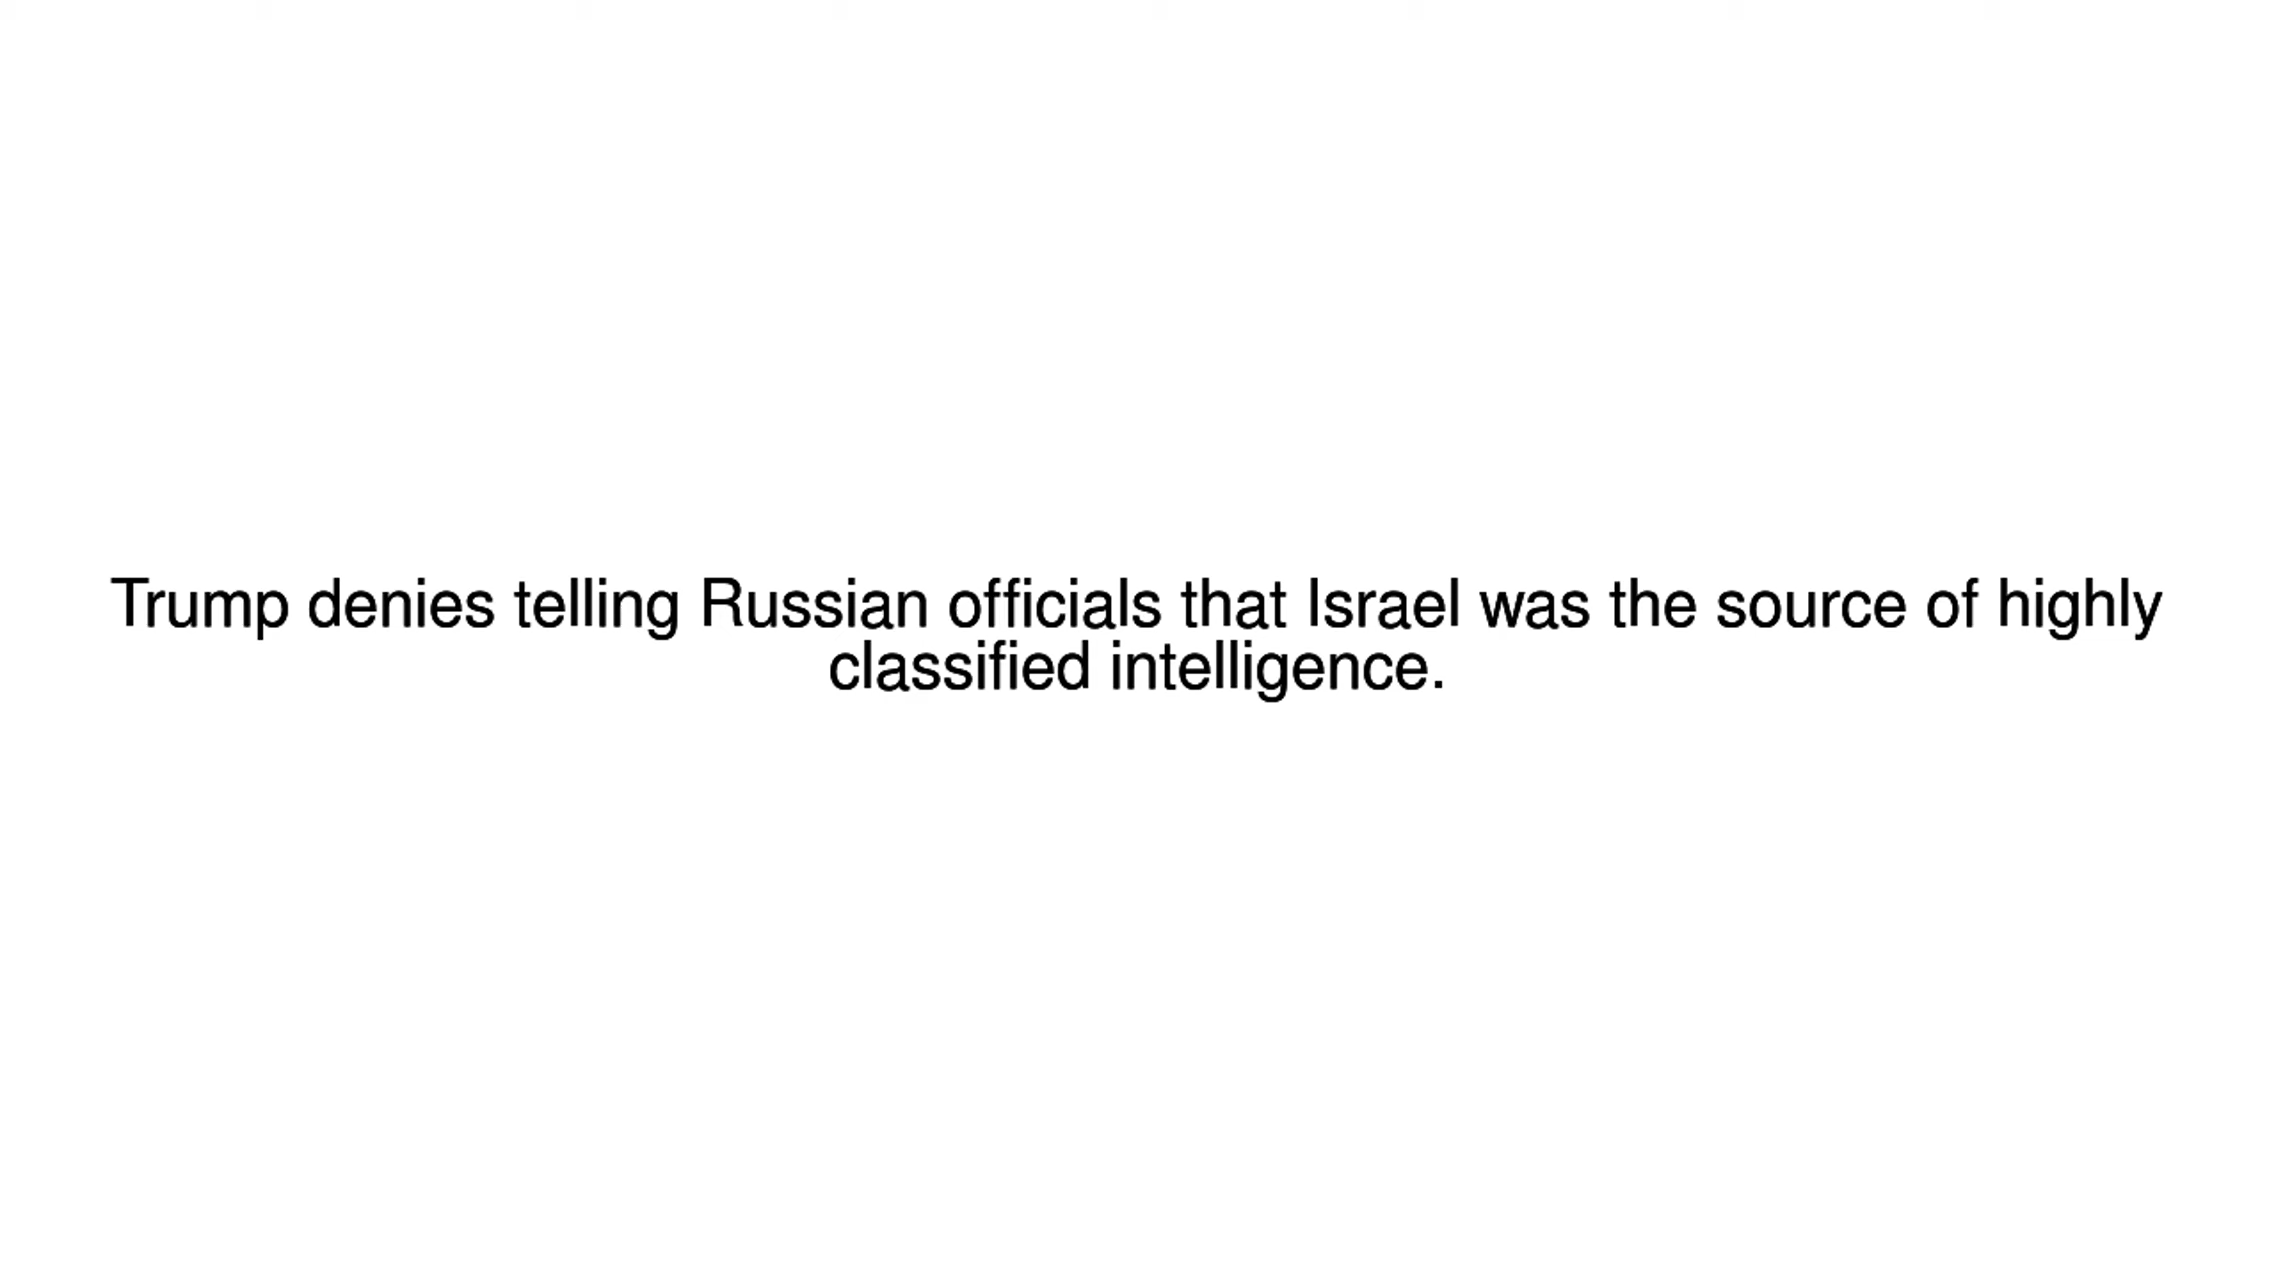 Trump denies telling Russian officials that Israel was the source of highly
classified intelligence.